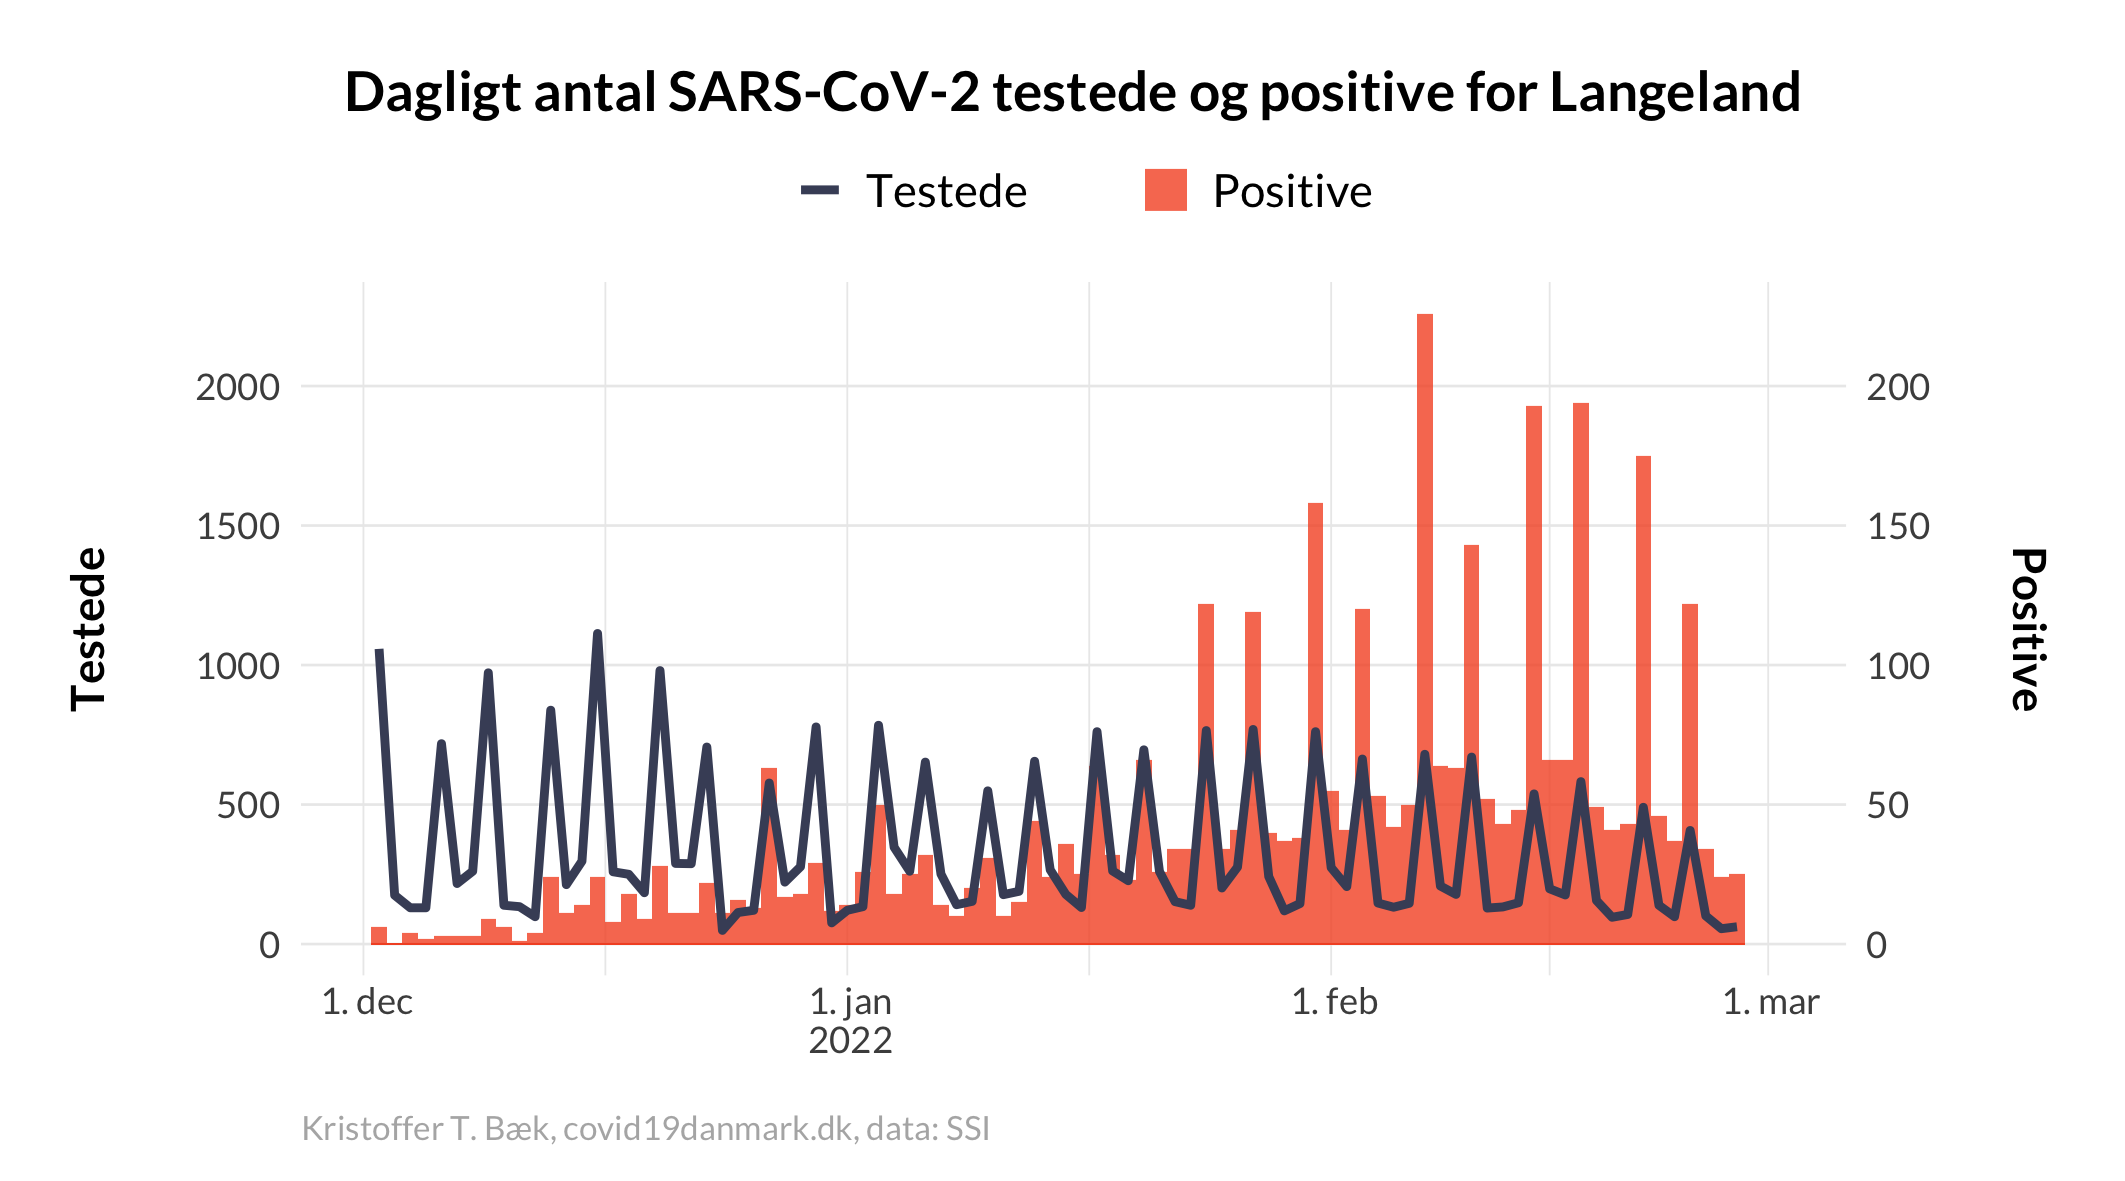 Dagligt antal SARS-CoV-2 testede og positive for Langeland
Testede
Positive
Testede
2000
1500
1000
500
0
200
150
100
50
0
Positive
1. dec
1. jan
2022
1. feb
1. mar
Kristoffer T. Bæk, covid19danmark.dk, data: SSI